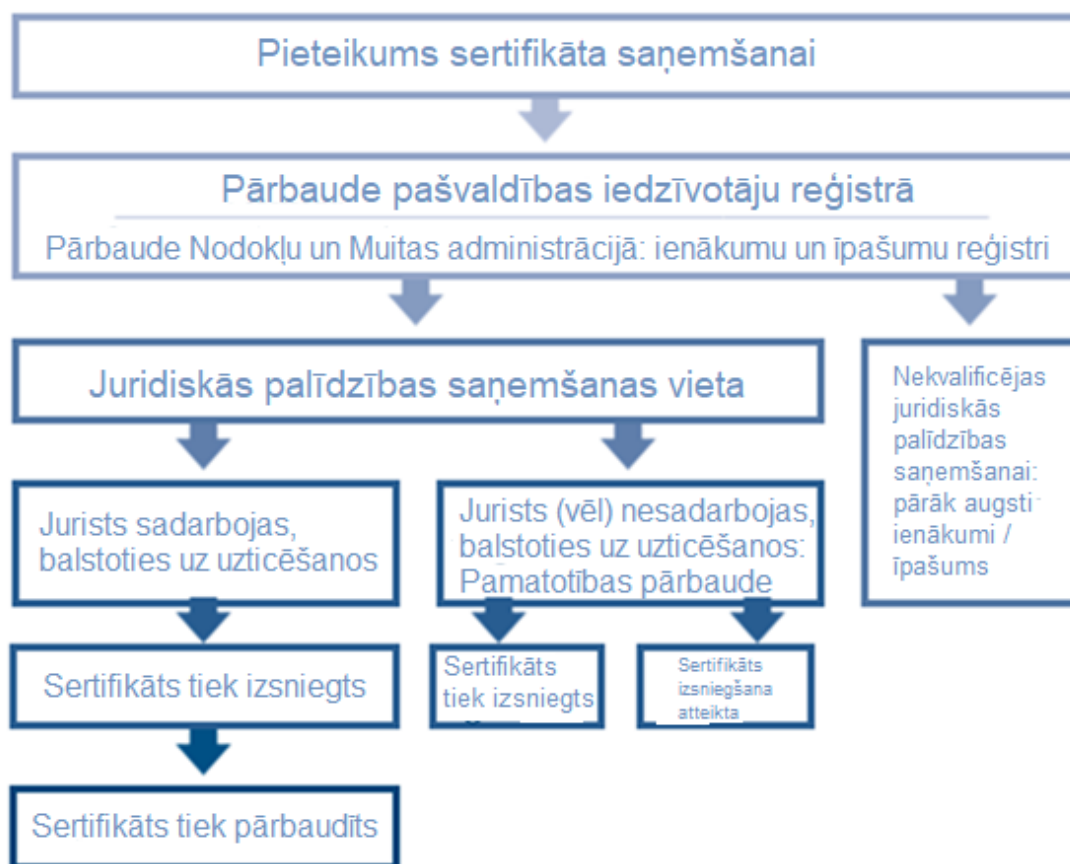 Pieteikums sertifikāta saņemšanai
Pārbaude pašvaldības iedzīvotāju reģistrā
Pārbaude Nodokļu un Muitas administrācijā: ienākumu un īpašumu reģistri
Juridiskās palīdzības saņemšanas vieta
Nekvalificējas
juridiskās
palīdzības
saņemšanai:
pārāk augsti
ienākumi /
īpašums
Jurists sadarbojas,
balstoties uz uzticēšanos
Jurists (vēl) nesadarbojas,
balstoties uz uzticēšanos:
Pamatotības pārbaude
Sertifikāts tiek izsniegts
Sertifikāts
tiek izsniegts
Sertifikāts
izsniegšana
atteikta
Sertifikāts tiek pārbaudīts